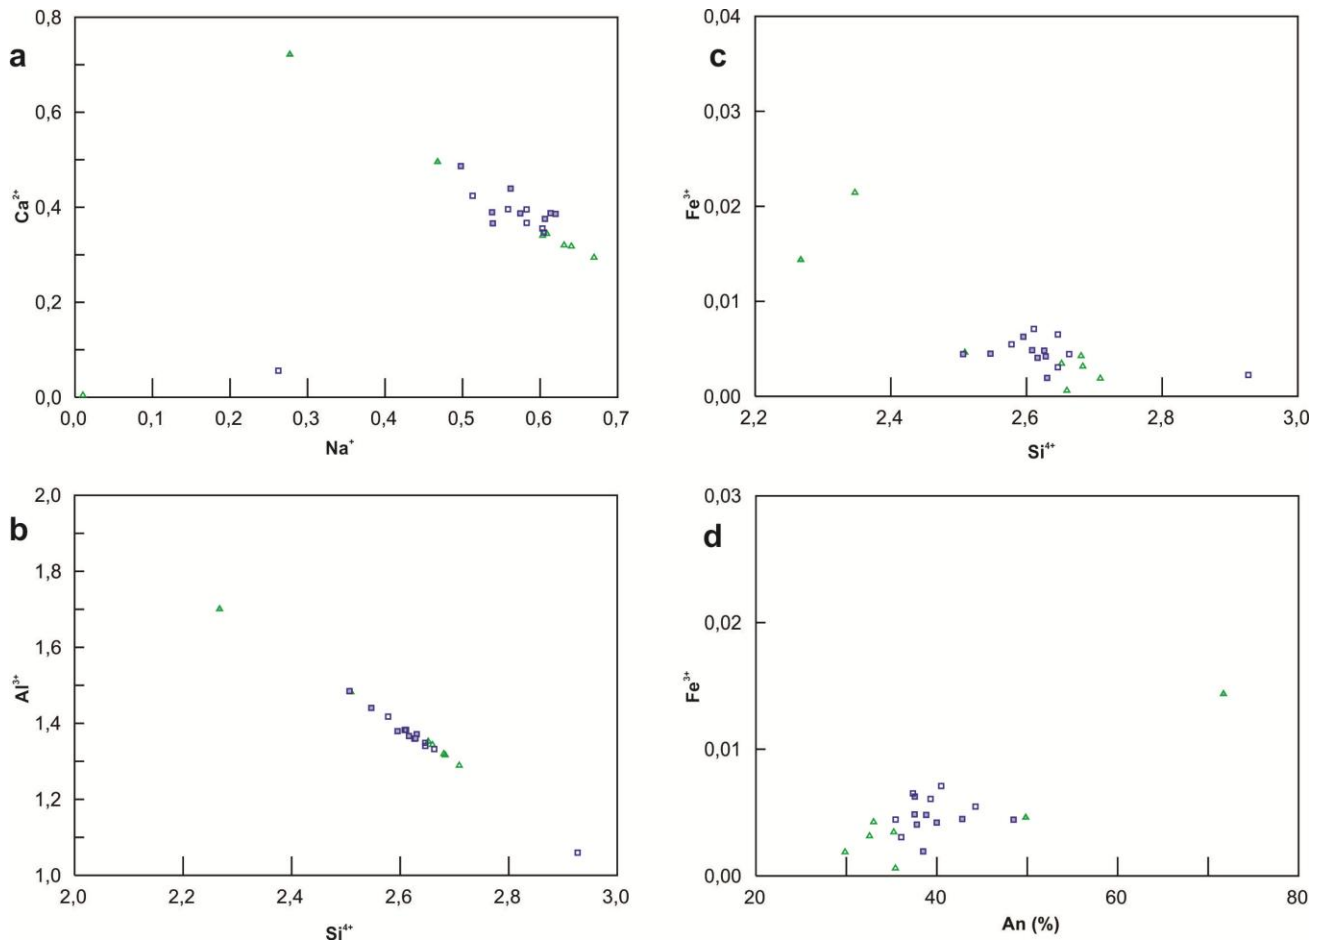 a
0,8
0,6
0,4
0,2
0,0
Ca²⁺
0,0 0,1 0,2 0,3 0,4 0,5 0,6 0,7
Na⁺
c
0,04
0,03
0,02
0,01
0,00
Fe³⁺
2,2 2,4 2,6 2,8 3,0
Si⁴⁺
b
2,0
1,8
1,6
1,4
1,2
1,0
Al³⁺
2,0 2,2 2,4 2,6 2,8 3,0
Si⁴⁺
d
0,03
0,02
0,01
0,00
Fe³⁺
20 40 60 80
An (%)